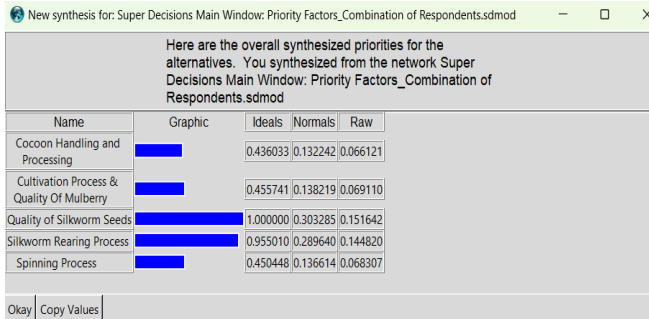 New synthesis for: Super Decisions Main Window: Priority Factors_Combination of Respondents.sdmod
Here are the overall synthesized priorities for the
alternatives. You synthesized from the network Super
Decisions Main Window: Priority Factors_Combination of
Respondents.sdmod
Name Graphic Ideals Normals Raw
Cocoon Handling and
Processing 0.436033 0.132242 0.066121
Cultivation Process &
Quality Of Mulberry 0.455741 0.138219 0.069110
Quality of Silkworm Seeds 1.000000 0.303285 0.151642
Silkworm Rearing Process 0.955010 0.289640 0.144820
Spinning Process 0.450448 0.136614 0.068307
Okay Copy Values